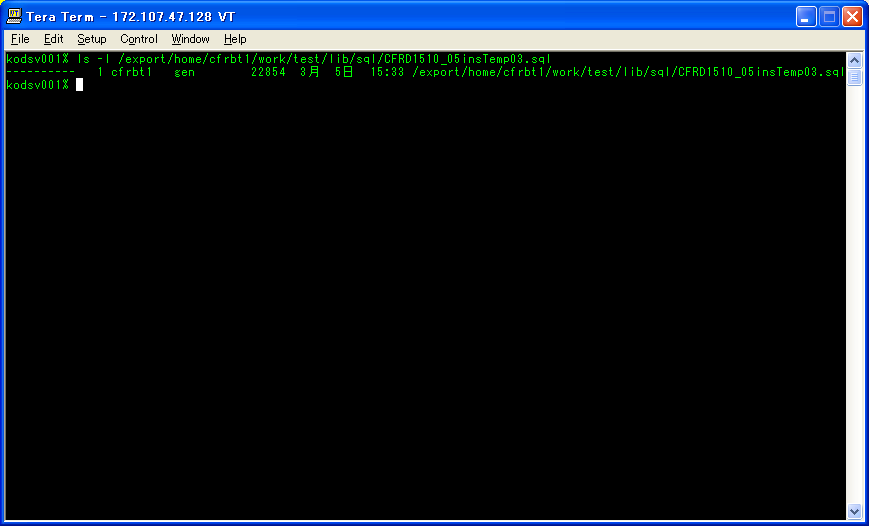 Tera Term - 172.107.47.128 VT
File Edit Setup Control Window Help
kodsv001% ls -l /export/home/cfrbt1/work/test/lib/sql/CFRD1510_05insTemp03.sql
---------- 1 cfrbt1 gen 22854 3月 5日 15:33 /export/home/cfrbt1/work/test/lib/sql/CFRD1510_05insTemp03.sql
kodsv001%